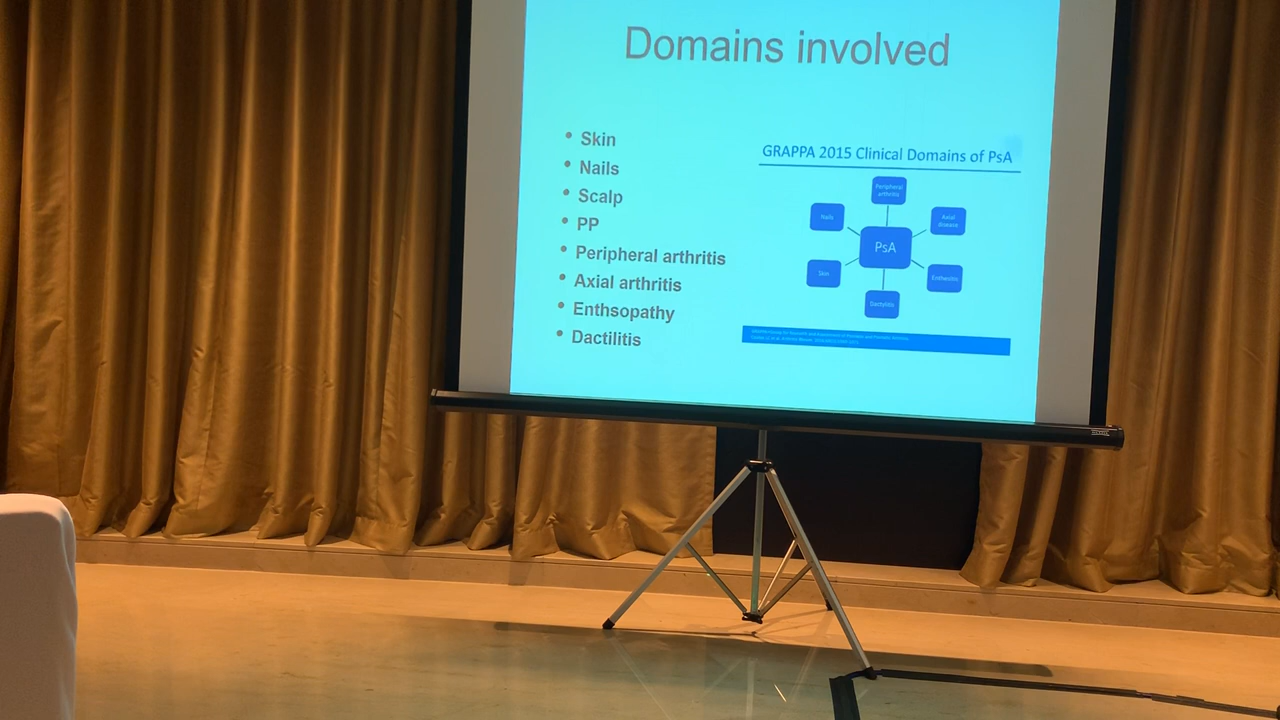 Domains involved
• Skin
• Nails
• Scalp
• PP
• Peripheral arthritis
• Axial arthritis
• Enthsopathy
• Dactilitis
GRAPPA 2015 Clinical Domains of PsA
Peripheral
arthritis
Nails
Axial
disease
PsA
Skin
Enthesitis
Dactylitis